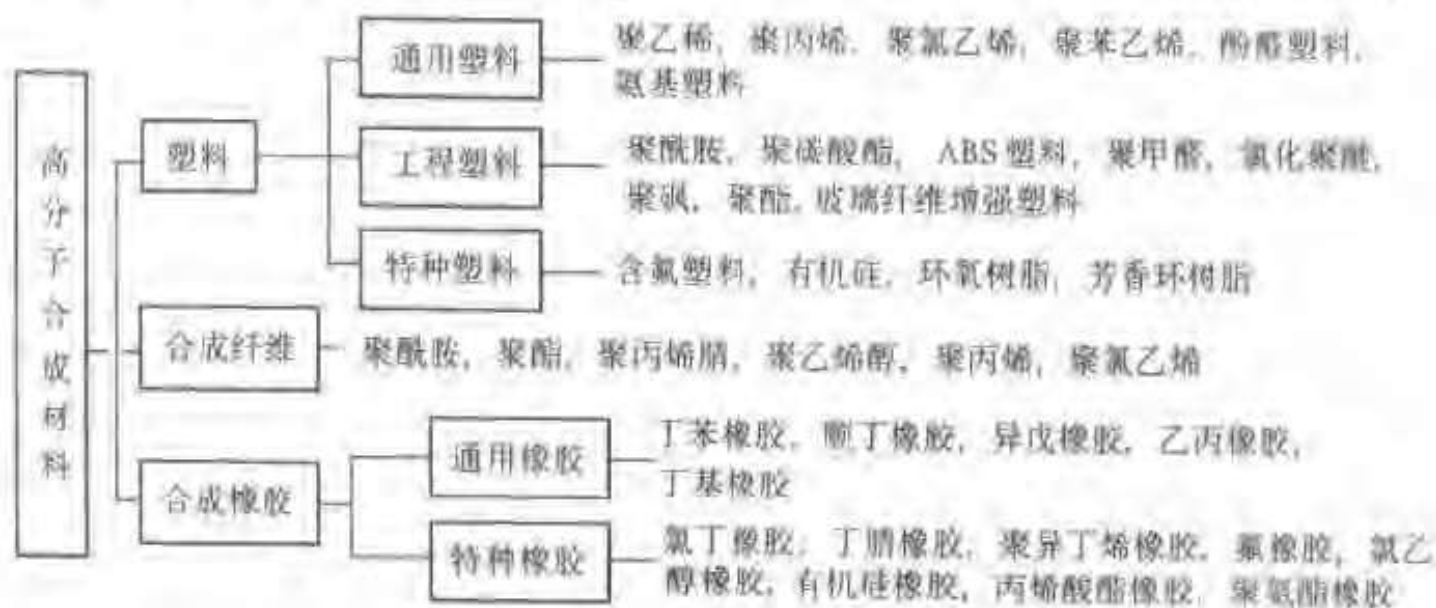 高分子合成材料
塑料
通用塑料
聚乙稀，聚丙烯，聚氯乙烯，聚苯乙烯，酚醛塑料，
氨基塑料
工程塑料
聚酰胺，聚碳酸酯，ABS塑料，聚甲醛，氯化聚醚，
聚砜，聚酯，玻璃纤维增强塑料
特种塑料
含氟塑料，有机硅，环氧树脂，芳香环树脂
合成纤维
聚酰胺，聚酯，聚丙烯腈，聚乙烯醇，聚丙烯，聚氯乙烯
合成橡胶
通用橡胶
丁苯橡胶，顺丁橡胶，异戊橡胶，乙丙橡胶，
丁基橡胶
特种橡胶
氯丁橡胶，丁腈橡胶，聚异丁烯橡胶，氟橡胶，氯乙
醇橡胶，有机硅橡胶，丙烯酸酯橡胶，聚氨酯橡胶